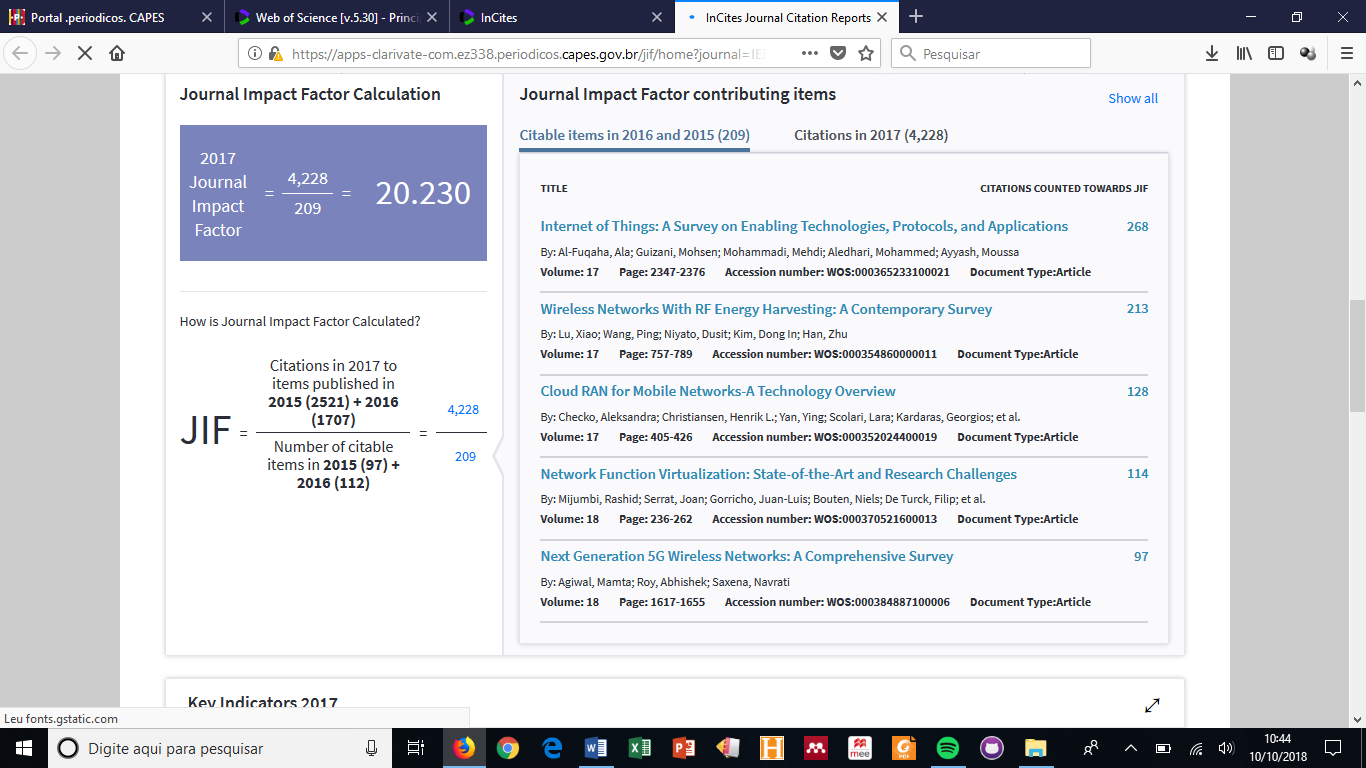 Portal .periodicos. CAPES
Web of Science [v.5.30] - Princi
InCites
InCites Journal Citation Reports
https://apps-clarivate-com.ez338.periodicos.capes.gov.br/jif/home?journal=IE
Pesquisar
Journal Impact Factor Calculation
2017 Journal Impact Factor = 4,228 / 209 = 20.230
How is Journal Impact Factor Calculated?
JIF =
Citations in 2017 to
items published in
2015 (2521) + 2016
(1707)
Number of citable
items in 2015 (97) +
2016 (112)
=
4,228
209
Journal Impact Factor contributing items
Show all
Citable items in 2016 and 2015 (209)
Citations in 2017 (4,228)
TITLE CITATIONS COUNTED TOWARDS JIF
Internet of Things: A Survey on Enabling Technologies, Protocols, and Applications 268
By: Al-Fuqaha, Ala; Guizani, Mohsen; Mohammadi, Mehdi; Aledhari, Mohammed; Ayyash, Moussa
Volume: 17 Page: 2347-2376 Accession number: WOS:000365233100021 Document Type:Article
Wireless Networks With RF Energy Harvesting: A Contemporary Survey 213
By: Lu, Xiao; Wang, Ping; Niyato, Dusit; Kim, Dong In; Han, Zhu
Volume: 17 Page: 757-789 Accession number: WOS:000354860000011 Document Type:Article
Cloud RAN for Mobile Networks-A Technology Overview 128
By: Checko, Aleksandra; Christiansen, Henrik L.; Yan, Ying; Scolari, Lara; Kardaras, Georgios; et al.
Volume: 17 Page: 405-426 Accession number: WOS:000352024400019 Document Type:Article
Network Function Virtualization: State-of-the-Art and Research Challenges 114
By: Mijumbi, Rashid; Serrat, Joan; Gorricho, Juan-Luis; Bouten, Niels; De Turck, Filip; et al.
Volume: 18 Page: 236-262 Accession number: WOS:000370521600013 Document Type:Article
Next Generation 5G Wireless Networks: A Comprehensive Survey 97
By: Agiwal, Mamta; Roy, Abhishek; Saxena, Navrati
Volume: 18 Page: 1617-1655 Accession number: WOS:000384887100006 Document Type:Article
Key Indicators 2017
Leu fonts.gstatic.com
Digite aqui para pesquisar
10:44
10/10/2018